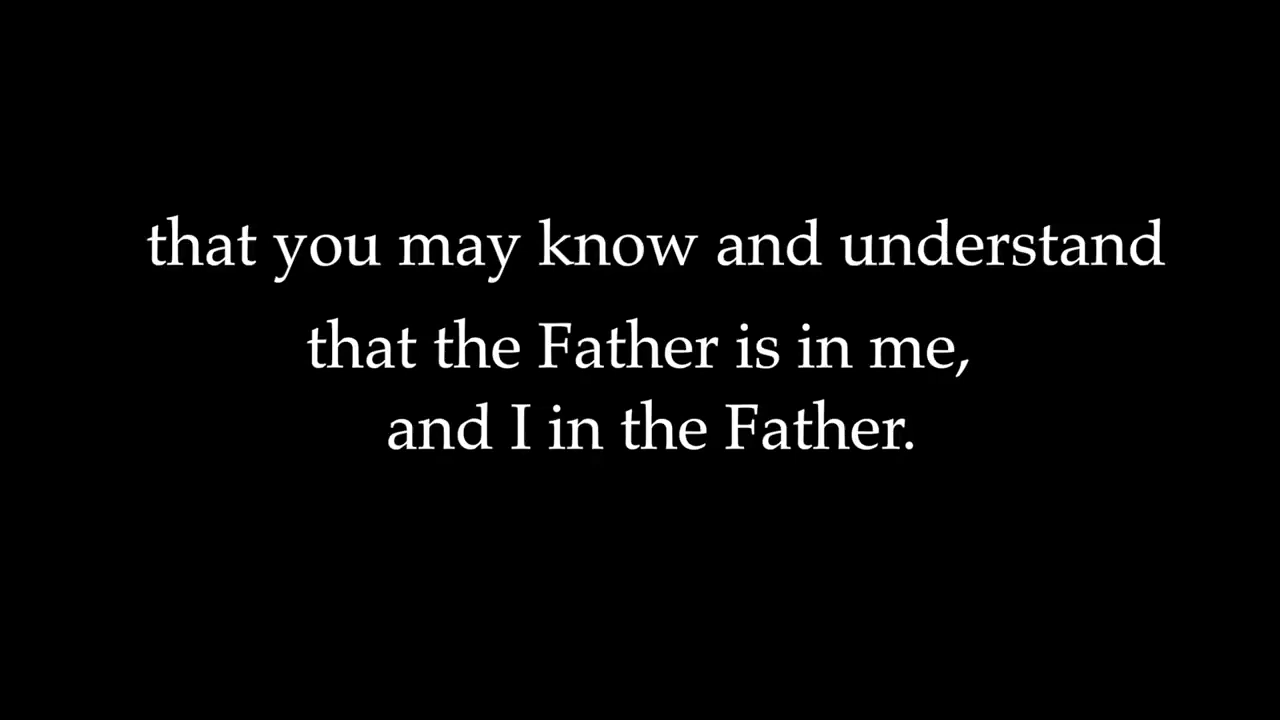 that you may know and understand
that the Father is in me,
and I in the Father.